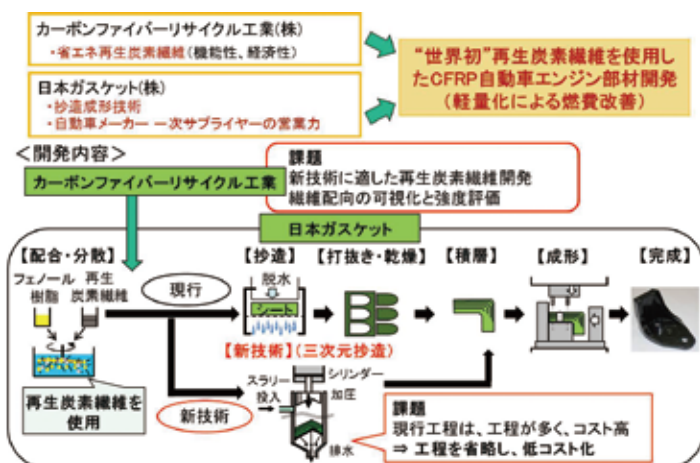 カーボンファイバーリサイクル工業(株)
・省エネ再生炭素繊維(機能性、経済性)
日本ガスケット(株)
・抄造成形技術
・自動車メーカー 一次サプライヤーの営業力
“世界初”再生炭素繊維を使用し
たCFRP自動車エンジン部材開発
(軽量化による燃費改善)
＜開発内容＞
カーボンファイバーリサイクル工業
課題
新技術に適した再生炭素繊維開発
繊維配向の可視化と強度評価
日本ガスケット
【配合・分散】
【抄造】
【打抜き・乾燥】
【積層】
【成形】
【完成】
フェノール
樹脂
再生
炭素繊維
現行
脱水
シート
【新技術】(三次元抄造)
再生炭素繊維を
使用
新技術
スラリー
投入
シリンダー
加圧
排水
課題
現行工程は、工程が多く、コスト高
⇒ 工程を省略し、低コスト化